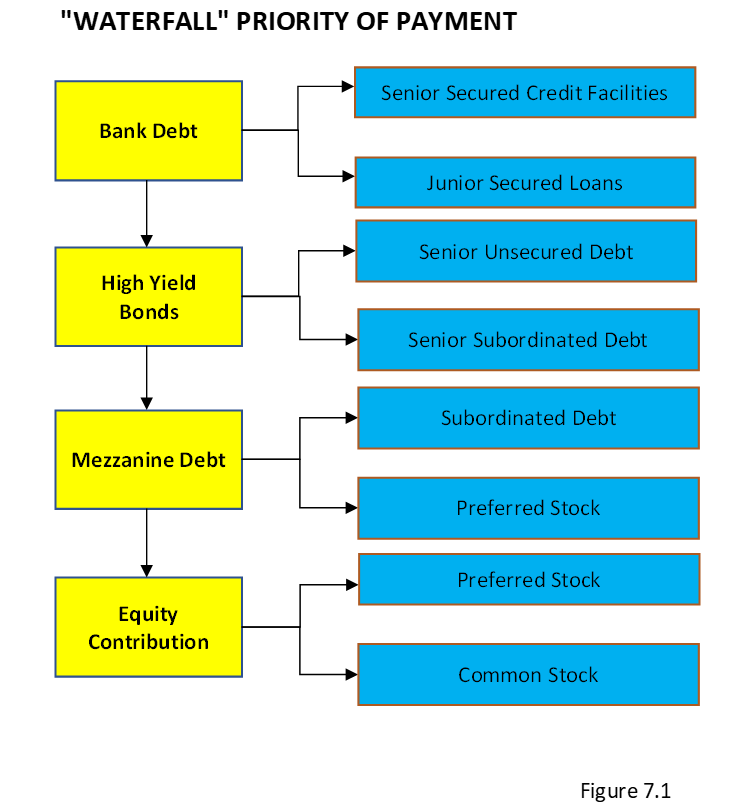 "WATERFALL" PRIORITY OF PAYMENT
Bank Debt
Senior Secured Credit Facilities
Junior Secured Loans
High Yield
Bonds
Senior Unsecured Debt
Senior Subordinated Debt
Mezzanine Debt
Subordinated Debt
Preferred Stock
Equity
Contribution
Preferred Stock
Common Stock
Figure 7.1